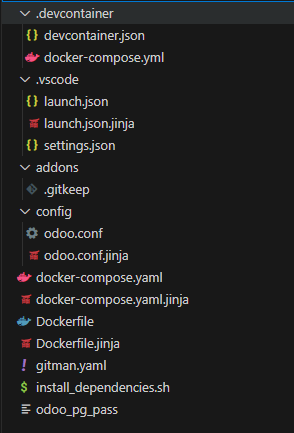 .devcontainer
devcontainer.json
docker-compose.yml
.vscode
launch.json
launch.json.jinja
settings.json
addons
.gitkeep
config
odoo.conf
odoo.conf.jinja
docker-compose.yaml
docker-compose.yaml.jinja
Dockerfile
Dockerfile.jinja
gitman.yaml
install_dependencies.sh
odoo_pg_pass